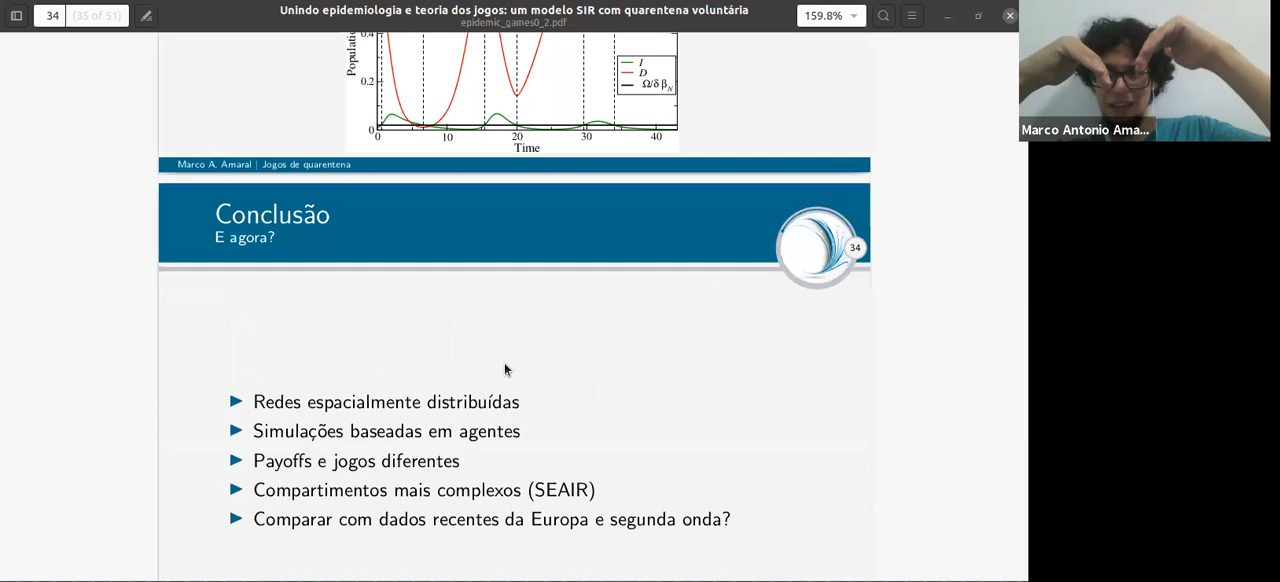 34 (35 of 51)
Unindo epidemiologia e teoria dos jogos: um modelo SIR com quarentena voluntária
epidemic_games0_2.pdf
159.8%
Marco Antonio Ama...
0.4
0.2
0
I
D
Ω/δ β_N
0 10 20 30 40
Time
Marco A. Amaral | Jogos de quarentena
Conclusão
E agora?
34
▶ Redes espacialmente distribuídas
▶ Simulações baseadas em agentes
▶ Payoffs e jogos diferentes
▶ Compartimentos mais complexos (SEAIR)
▶ Comparar com dados recentes da Europa e segunda onda?